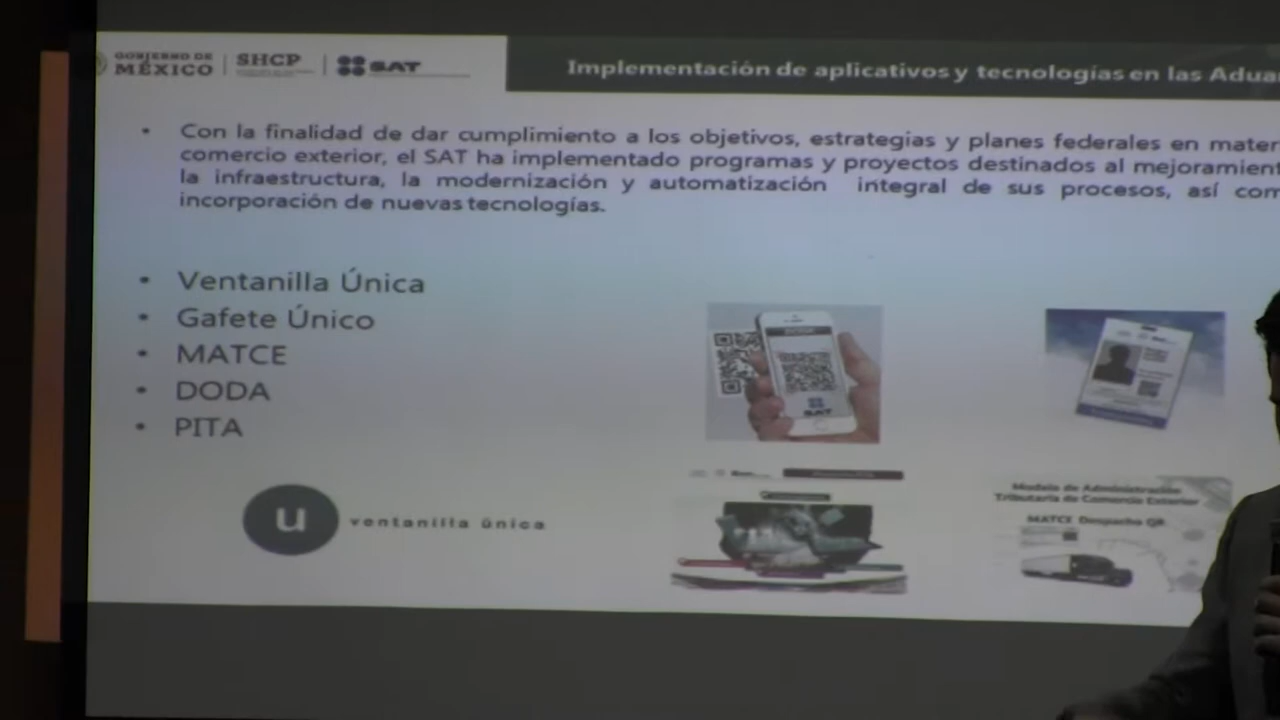 GOBIERNO DE
MÉXICO
SHCP
SAT
Implementación de aplicativos y tecnologías en las Adua
Con la finalidad de dar cumplimiento a los objetivos, estrategias y planes federales en mater
comercio exterior, el SAT ha implementado programas y proyectos destinados al mejoramient
la infraestructura, la modernización y automatización integral de sus procesos, así com
incorporación de nuevas tecnologías.
• Ventanilla Única
• Gafete Único
• MATCE
• DODA
• PITA
SAT
u ventanilla única
Modelo de Administración
Tributaria de Comercio Exterior
MATCE Despacho QR